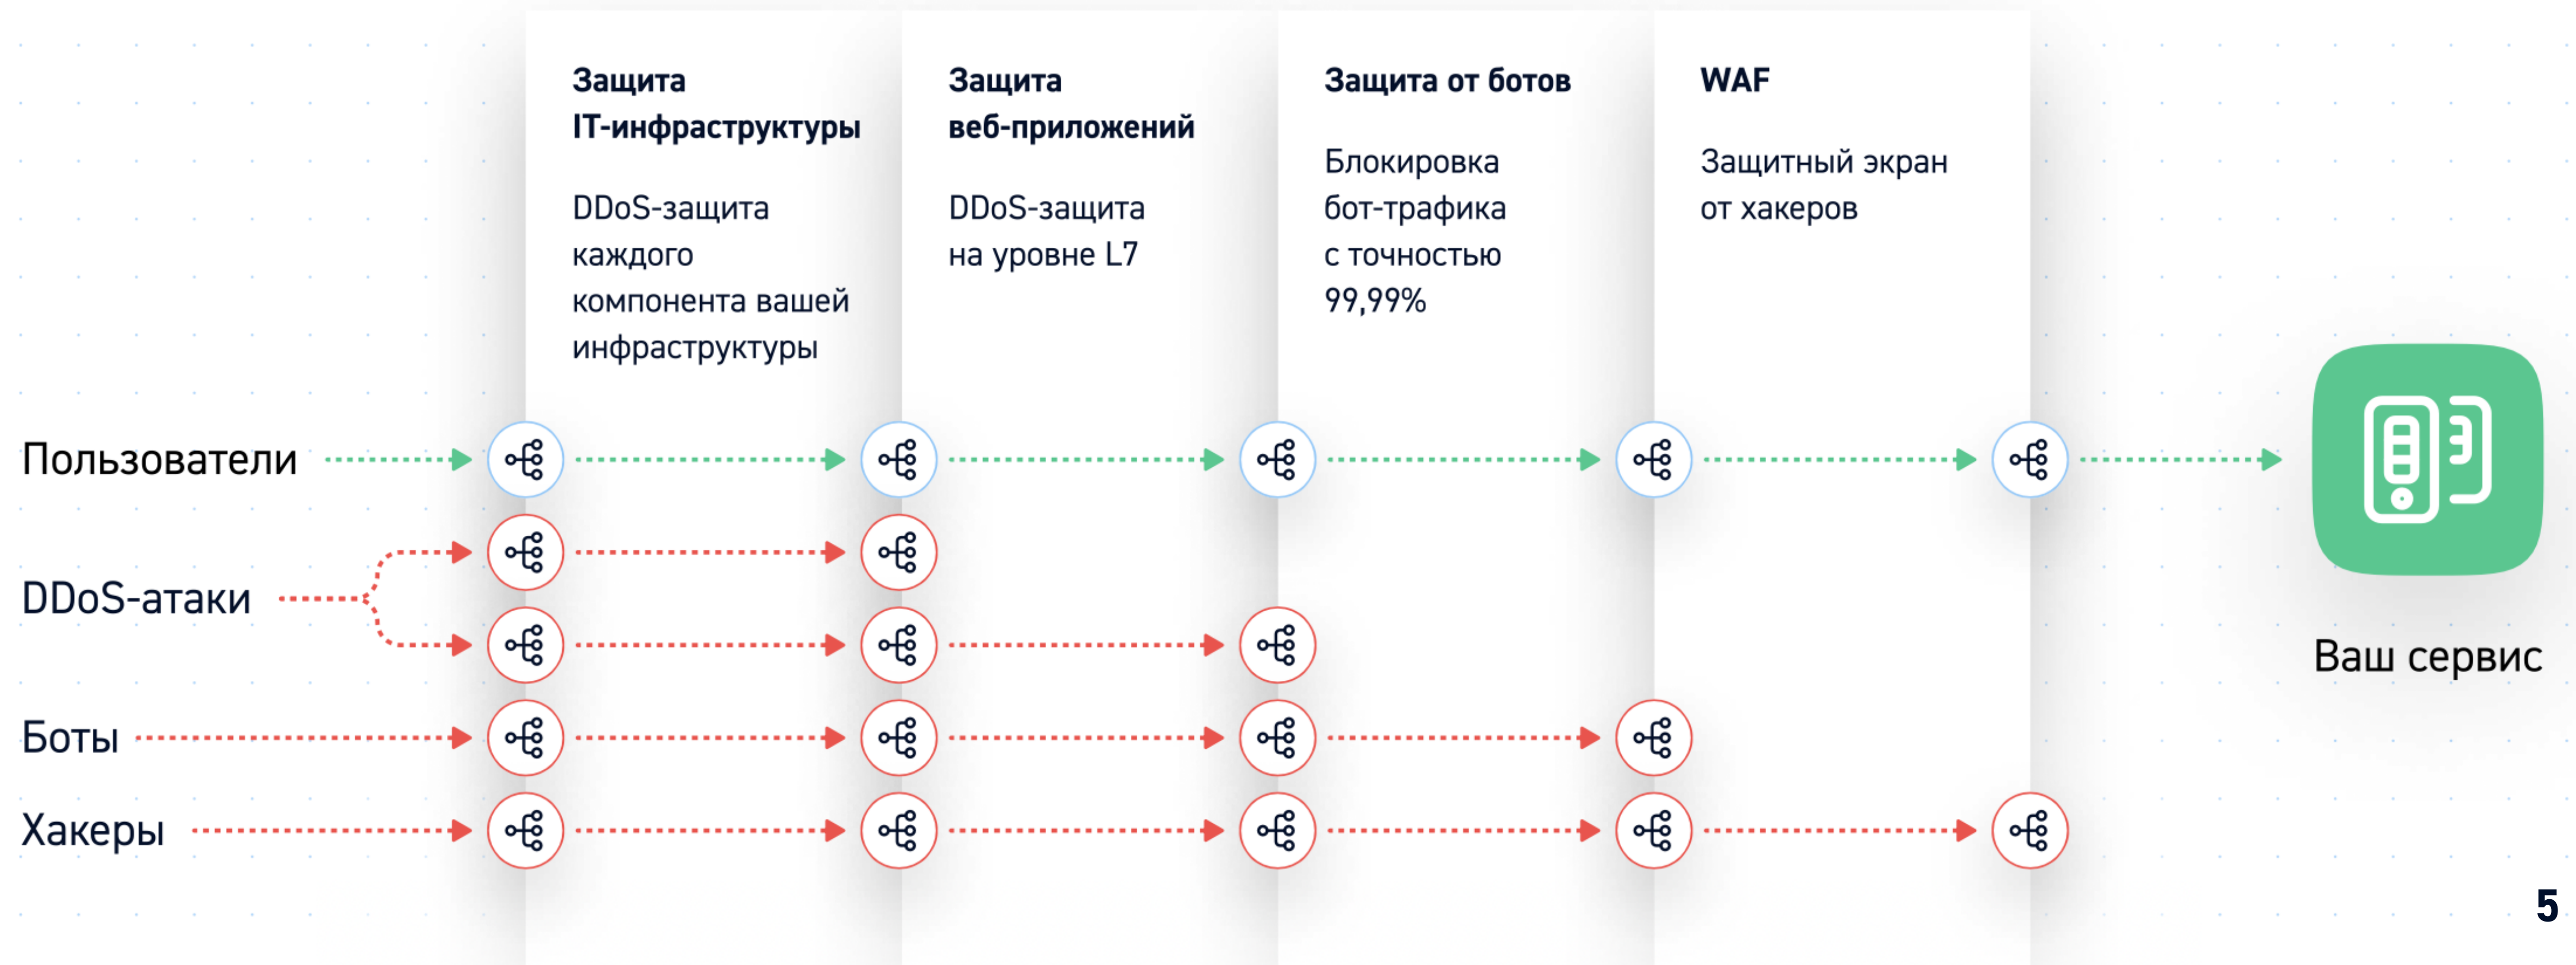 Защита
IT-инфраструктуры
DDoS-защита
каждого
компонента вашей
инфраструктуры
Защита
веб-приложений
DDoS-защита
на уровне L7
Защита от ботов
Блокировка
бот-трафика
с точностью
99,99%
WAF
Защитный экран
от хакеров
Пользователи
DDoS-атаки
Боты
Хакеры
Ваш сервис
5